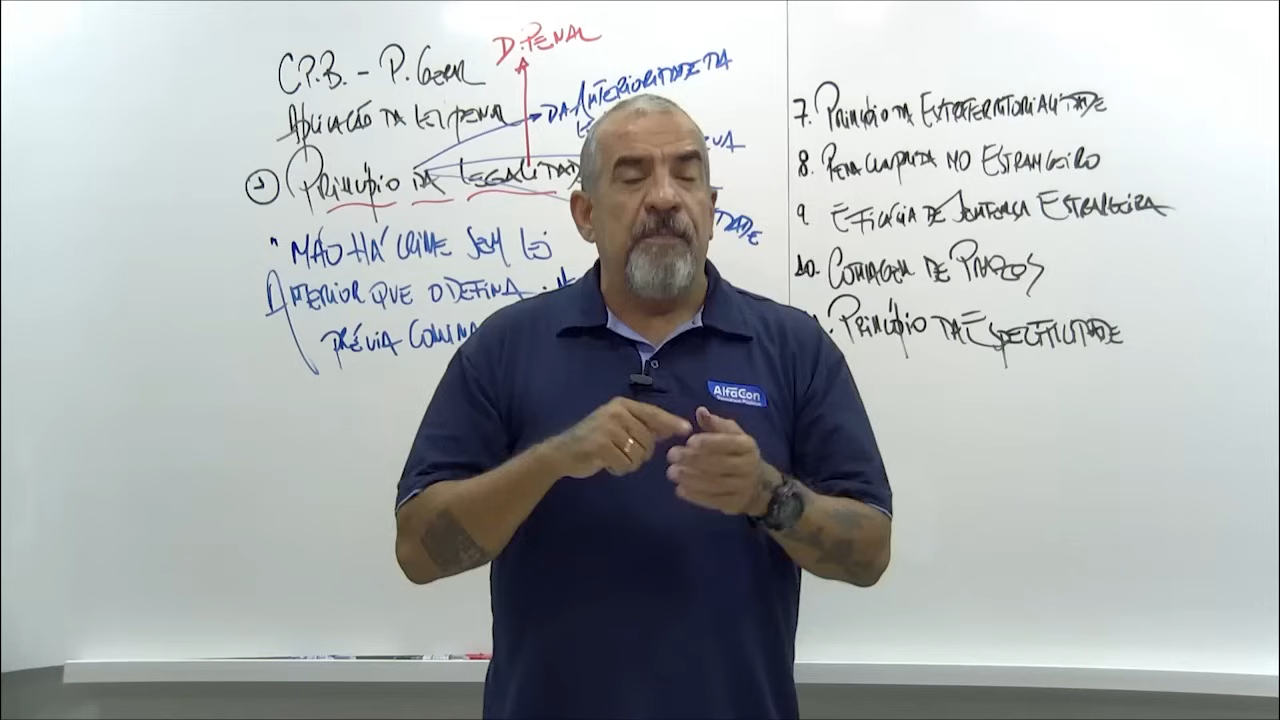 D. PENAL
C.P.B. - P. GERAL
APLICAÇÃO DA LEI PENAL
DA ANTERIORIDADE DA
1 PRINCÍPIO DA LEGALIDADE
" NÃO HÁ CRIME SEM LEI
ANTERIOR QUE O DEFINA.
PRÉVIA COMINA
7. PRINCÍPIO DA EXTRATERRITORIALIDADE
8. PENA CUMPRIDA NO ESTRANGEIRO
9 EFICÁCIA DE SENTENÇA ESTRANGEIRA
10. CONTAGEM DE PRAZOS
PRINCÍPIO DA ESPECIALIDADE
AlfaCon